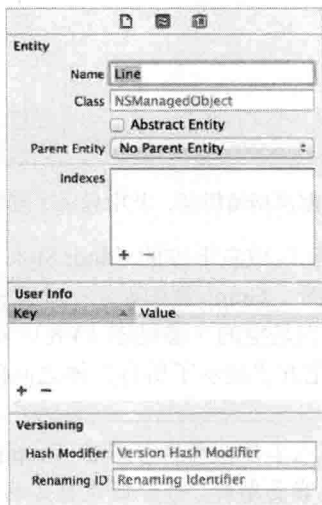 Entity
Name Line
Class NSManagedObject
Abstract Entity
Parent Entity No Parent Entity
Indexes
+ −
User Info
Key Value
+ −
Versioning
Hash Modifier Version Hash Modifier
Renaming ID Renaming Identifier